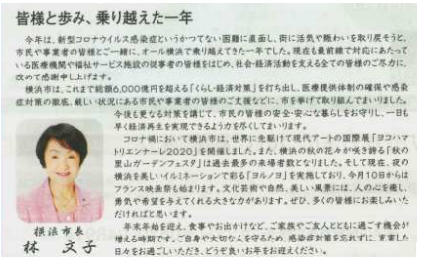 皆様と歩み、乗り越えた一年
今年は、新型コロナウイルス感染症というかつてない困難に直面し、街に活気や賑わいを取り戻そうと、
市民や事業者の皆様とご一緒に、オール横浜で乗り越えてきた一年でした。現在も最前線で対応にあたっ
ている医療機関や福祉サービス施設の従事者の皆様をはじめ、社会・経済活動を支える全ての皆様のご尽力に、
改めて感謝申し上げます。
横浜市は、これまで総額6,000億円を超える「くらし・経済対策」を打ち出し、医療提供体制の確保や感染
症対策の徹底、厳しい状況にある市民や事業者の皆様のご支援などに、市を挙げて取り組んでまいりました。
今後も更なる対策を講じて、市民の皆様の安全・安心な暮らしをお守りし、一日も
早く経済再生を実現できるように力を尽くしてまいります。
コロナ禍において横浜市は、世界に先駆けて現代アートの国際展「ヨコハマ
トリエンナーレ2020」を開催しました。また、横浜の秋の花々が咲き誇る「秋の
里山ガーデンフェスタ」は過去最多の来場者数となりました。そして現在、夜の
横浜を美しいイルミネーションで彩る「ヨルノヨ」を実施しており、今月10日からは
フランス映画祭も始まります。文化芸術や自然、美しい風景には、人の心を癒し、
勇気や希望を与えてくれる大きな力があります。ぜひ、多くの皆様にお楽しみいた
だければと思います。
年末年始を迎え、食事やお出かけなど、ご家族やご友人とともに過ごす機会が
増える時期です。ご自身や大切な人を守るため、感染症対策を忘れずに、充実した
日々をお過ごしいただき、どうぞ良いお年をお迎えください。
横浜市長
林 文子